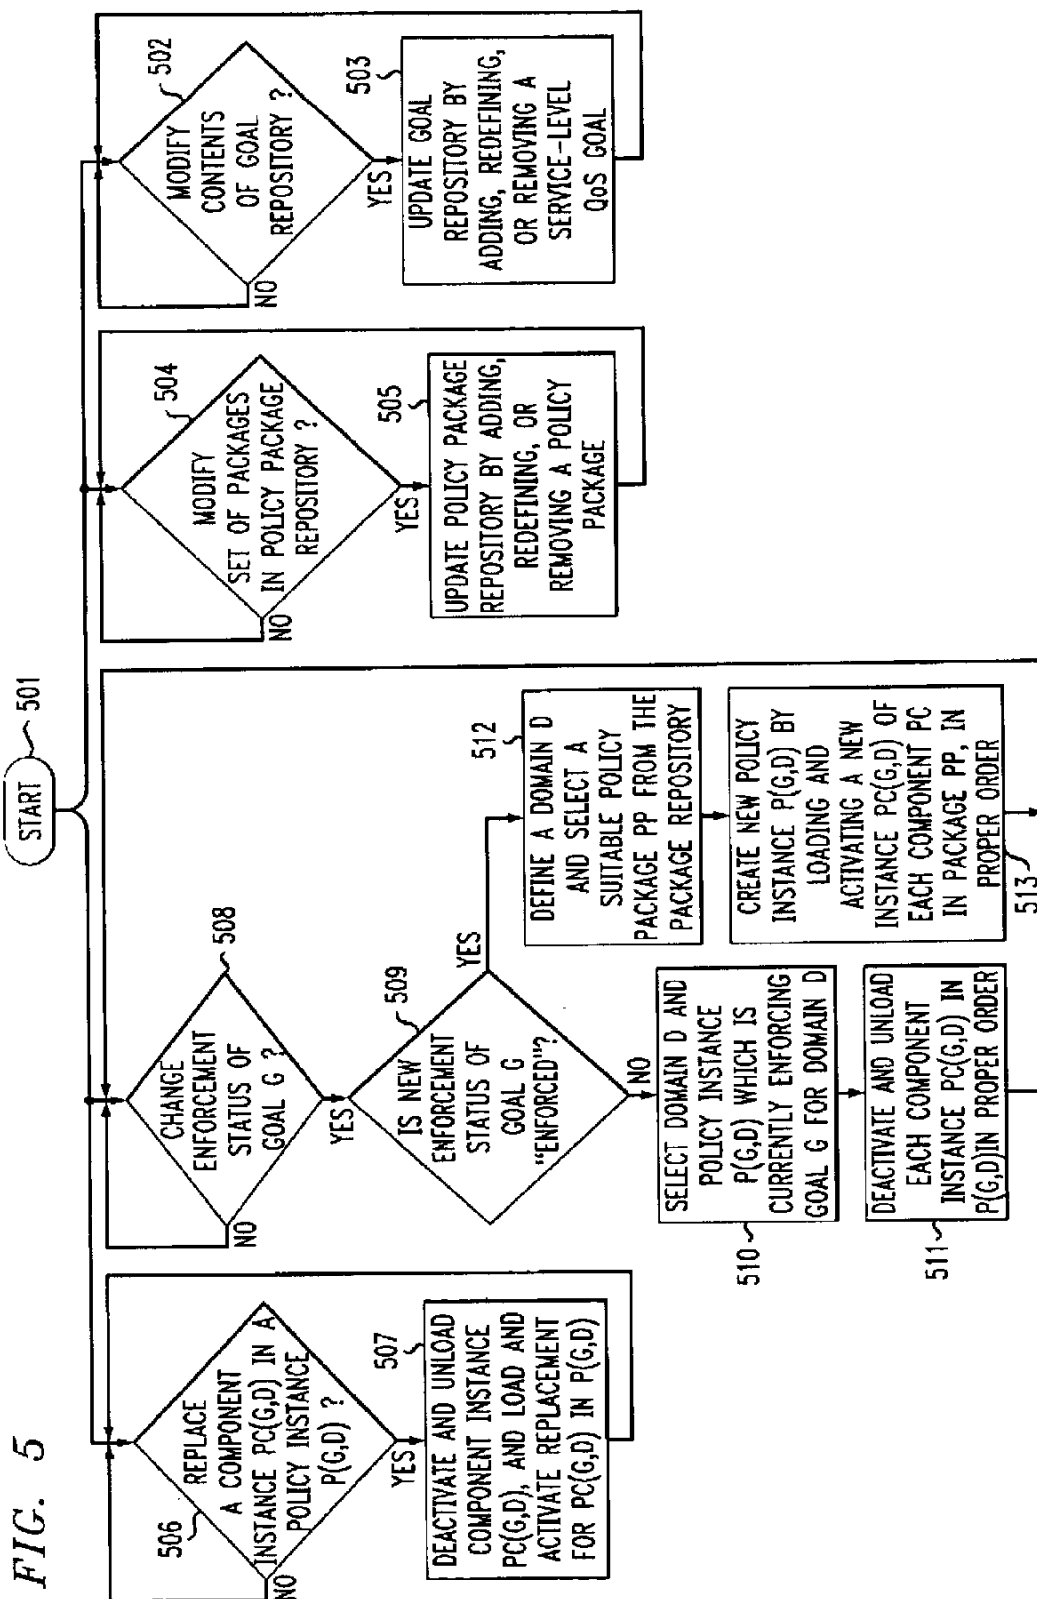 FIG. 5
START
501
REPLACE
A COMPONENT
INSTANCE PC(G,D) IN A
POLICY INSTANCE
P(G,D) ?
506
NO
YES
DEACTIVATE AND UNLOAD
COMPONENT INSTANCE
PC(G,D), AND LOAD AND
ACTIVATE REPLACEMENT
FOR PC(G,D) IN P(G,D)
507
CHANGE
ENFORCEMENT
STATUS OF
GOAL G ?
508
NO
YES
IS NEW
ENFORCEMENT
STATUS OF
GOAL G
“ENFORCED”?
509
YES
NO
SELECT DOMAIN D AND
POLICY INSTANCE
P(G,D) WHICH IS
CURRENTLY ENFORCING
GOAL G FOR DOMAIN D
510
DEACTIVATE AND UNLOAD
EACH COMPONENT
INSTANCE PC(G,D) IN
P(G,D)IN PROPER ORDER
511
DEFINE A DOMAIN D
AND SELECT A
SUITABLE POLICY
PACKAGE PP FROM THE
PACKAGE REPOSITORY
512
CREATE NEW POLICY
INSTANCE P(G,D) BY
LOADING AND
ACTIVATING A NEW
INSTANCE PC(G,D) OF
EACH COMPONENT PC
IN PACKAGE PP, IN
PROPER ORDER
513
MODIFY
SET OF PACKAGES
IN POLICY PACKAGE
REPOSITORY ?
504
NO
YES
UPDATE POLICY PACKAGE
REPOSITORY BY ADDING,
REDEFINING, OR
REMOVING A POLICY
PACKAGE
505
MODIFY
CONTENTS
OF GOAL
REPOSITORY ?
502
NO
YES
UPDATE GOAL
REPOSITORY BY
ADDING, REDEFINING,
OR REMOVING A
SERVICE-LEVEL
QoS GOAL
503